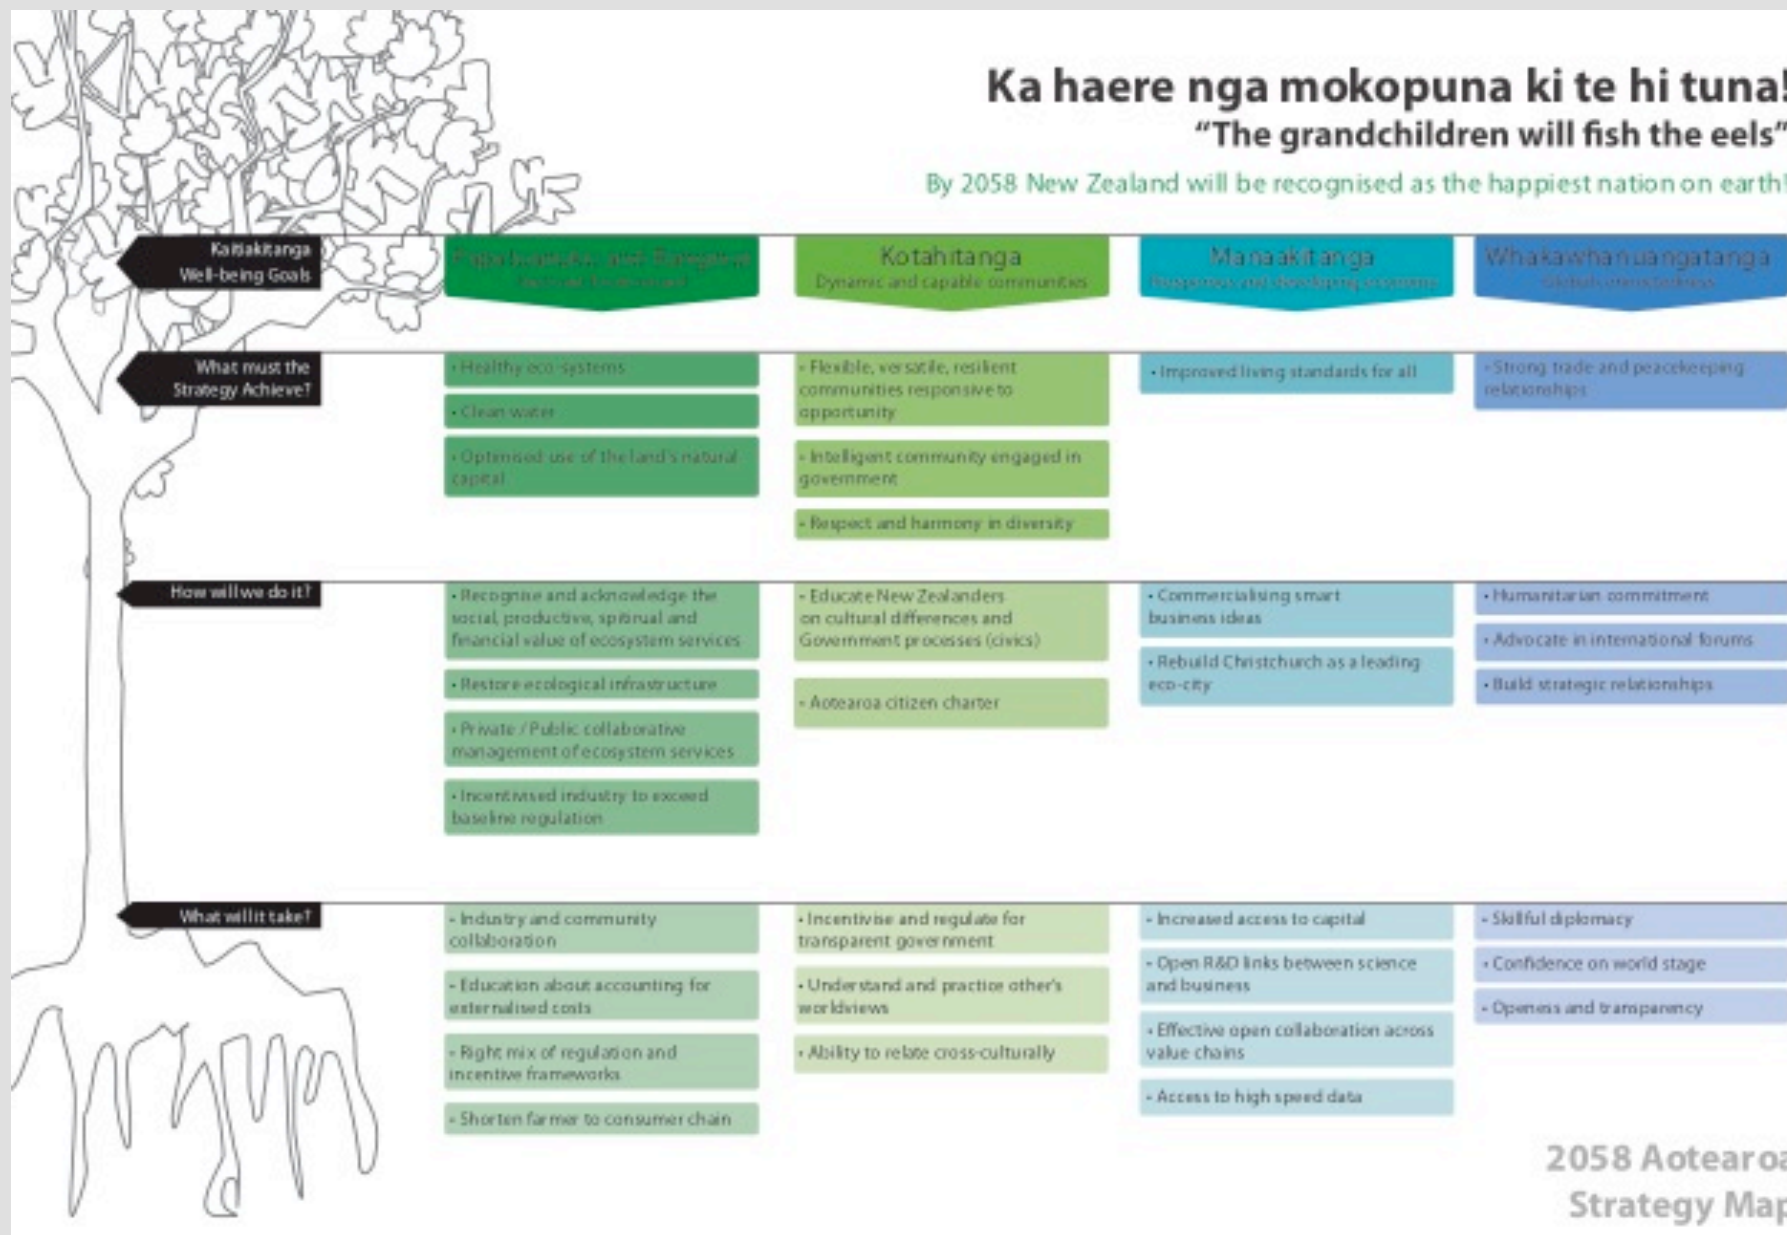 Ka haere nga mokopuna ki te hi tuna!
“The grandchildren will fish the eels”
By 2058 New Zealand will be recognised as the happiest nation on earth!
Kaitiakitanga
Well-being Goals
and
Kotahitanga
Dynamic and capable communities
Manaakitanga
Whakawhanuangatanga
What must the
Strategy Achieve?
• Healthy eco-systems
• Clean water
• Optimised use of the land's natural
capital
- Flexible, versatile, resilient
communities responsive to
opportunity
• Intelligent community engaged in
government
• Respect and harmony in diversity
• Improved living standards for all
• Strong trade and peacekeeping
relationships
How will we do it?
• Recognise and acknowledge the
social, productive, spitirual and
financial value of ecosystem services
• Restore ecological infrastructure
• Private / Public collaborative
management of ecosystem services
• Incentivised industry to exceed
baseline regulation
- Educate New Zealanders
on cultural differences and
Government processes (civics)
- Aotearoa citizen charter
• Commercialising smart
business ideas
• Rebuild Christchurch as a leading
eco-city
• Humanitarian commitment
• Advocate in international forums
• Build strategic relationships
What will it take?
- Industry and community
collaboration
- Education about accounting for
externalised costs
- Right mix of regulation and
incentive frameworks
- Shorten farmer to consumer chain
• Incentivise and regulate for
transparent government
• Understand and practice other's
worldviews
• Ability to relate cross-culturally
- Increased access to capital
- Open R&D links between science
and business
• Effective open collaboration across
value chains
- Access to high speed data
- Skillful diplomacy
- Confidence on world stage
- Openess and transparency
2058 Aotearoa
Strategy Map